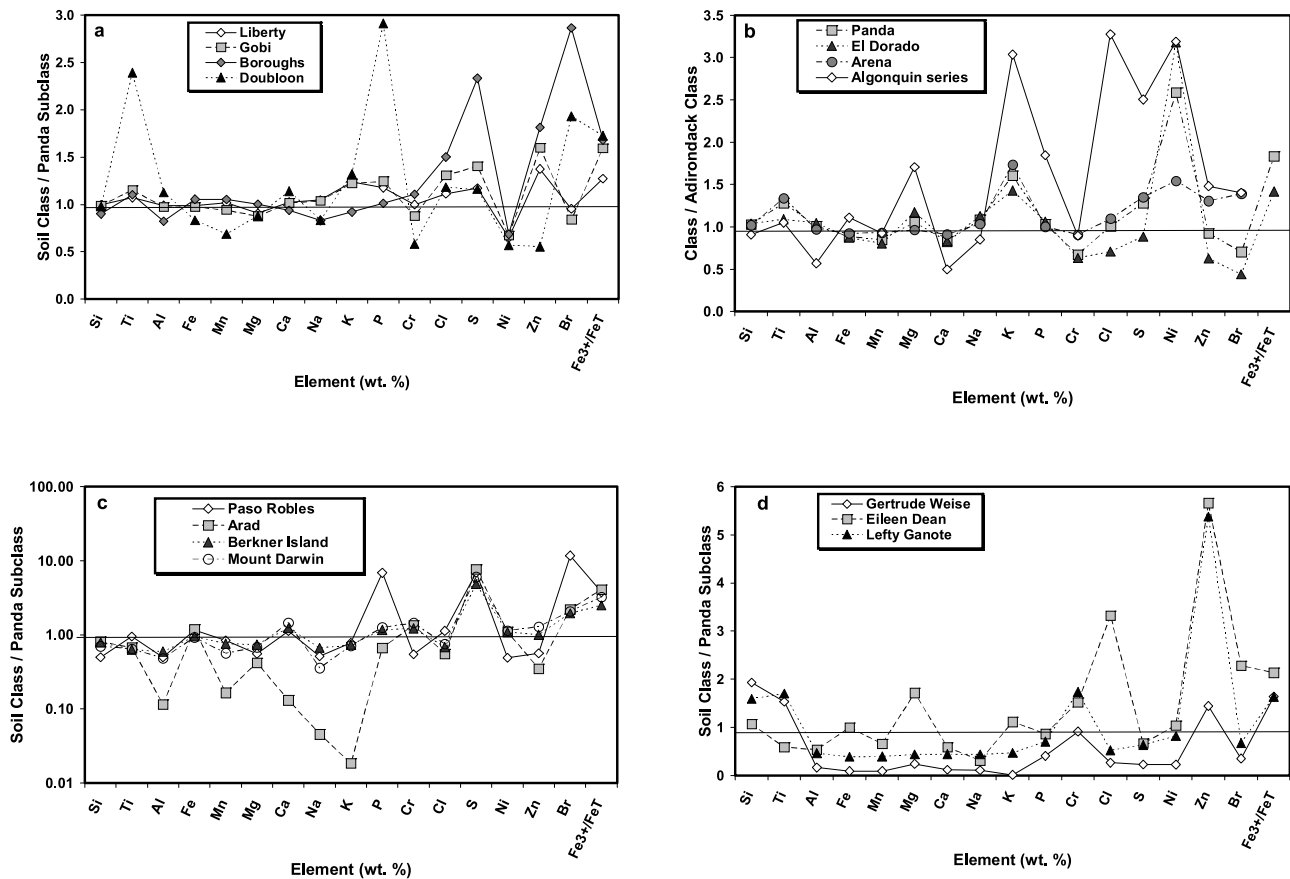 a
Liberty
Gobi
Boroughs
Doubloon
Soil Class / Panda Subclass
3.0
2.5
2.0
1.5
1.0
0.5
0.0
Si Ti Al Fe Mn Mg Ca Na K P Cr Cl S Ni Zn Br Fe3+/FeT
Element (wt. %)
b
Panda
El Dorado
Arena
Algonquin series
Class / Adirondack Class
3.5
3.0
2.5
2.0
1.5
1.0
0.5
0.0
Si Ti Al Fe Mn Mg Ca Na K P Cr Cl S Ni Zn Br Fe3+/FeT
Element (wt. %)
c
Paso Robles
Arad
Berkner Island
Mount Darwin
Soil Class / Panda Subclass
100.00
10.00
1.00
0.10
0.01
Si Ti Al Fe Mn Mg Ca Na K P Cr Cl S Ni Zn Br Fe3+/FeT
Element (wt. %)
d
Gertrude Weise
Eileen Dean
Lefty Ganote
Soil Class / Panda Subclass
6
5
4
3
2
1
0
Si Ti Al Fe Mn Mg Ca Na K P Cr Cl S Ni Zn Br Fe3+/FeT
Element (wt. %)